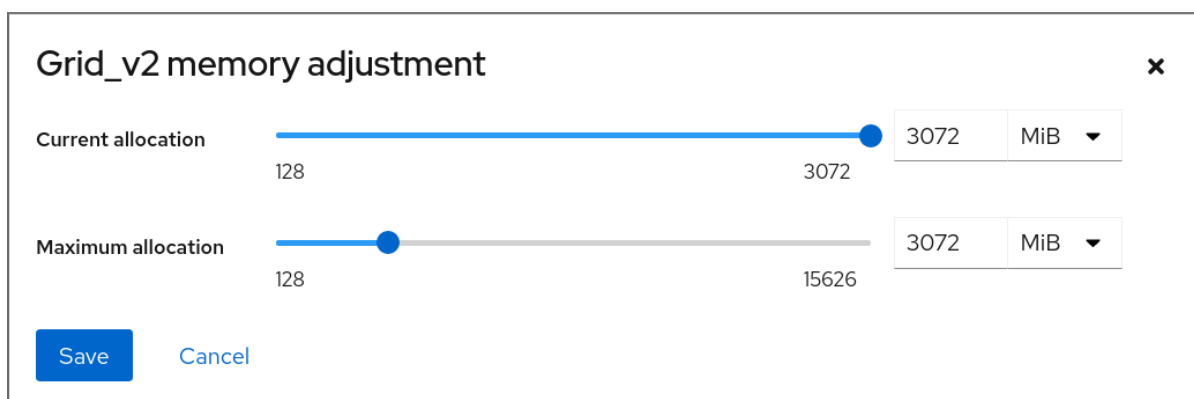 Grid_v2 memory adjustment
Current allocation
3072 MiB
128 3072
Maximum allocation
3072 MiB
128 15626
Save Cancel